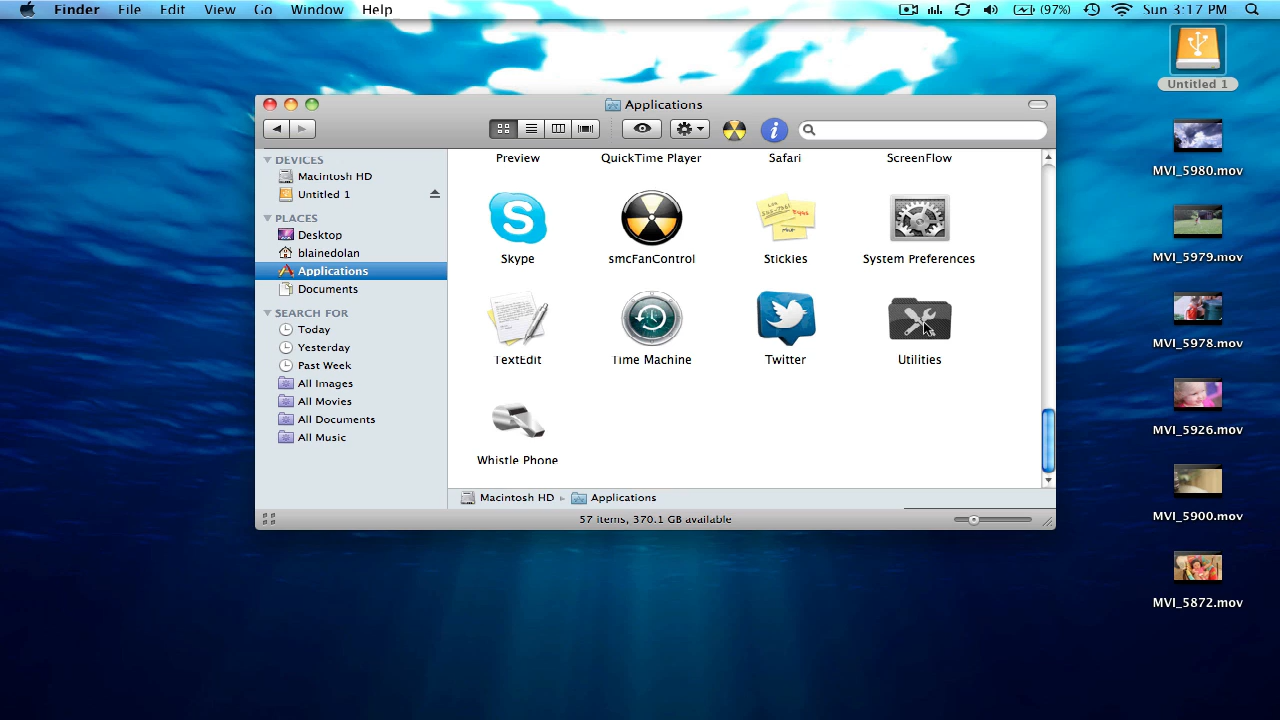 Finder File Edit View Go Window Help
(97%) Sun 3:17 PM
Untitled 1
MVI_5980.mov
MVI_5979.mov
MVI_5978.mov
MVI_5926.mov
MVI_5900.mov
MVI_5872.mov
Applications
DEVICES
Macintosh HD
Untitled 1
PLACES
Desktop
blainedolan
Applications
Documents
SEARCH FOR
Today
Yesterday
Past Week
All Images
All Movies
All Documents
All Music
Preview QuickTime Player Safari ScreenFlow
Skype smcFanControl Stickies System Preferences
TextEdit Time Machine Twitter Utilities
Whistle Phone
Macintosh HD Applications
57 items, 370.1 GB available